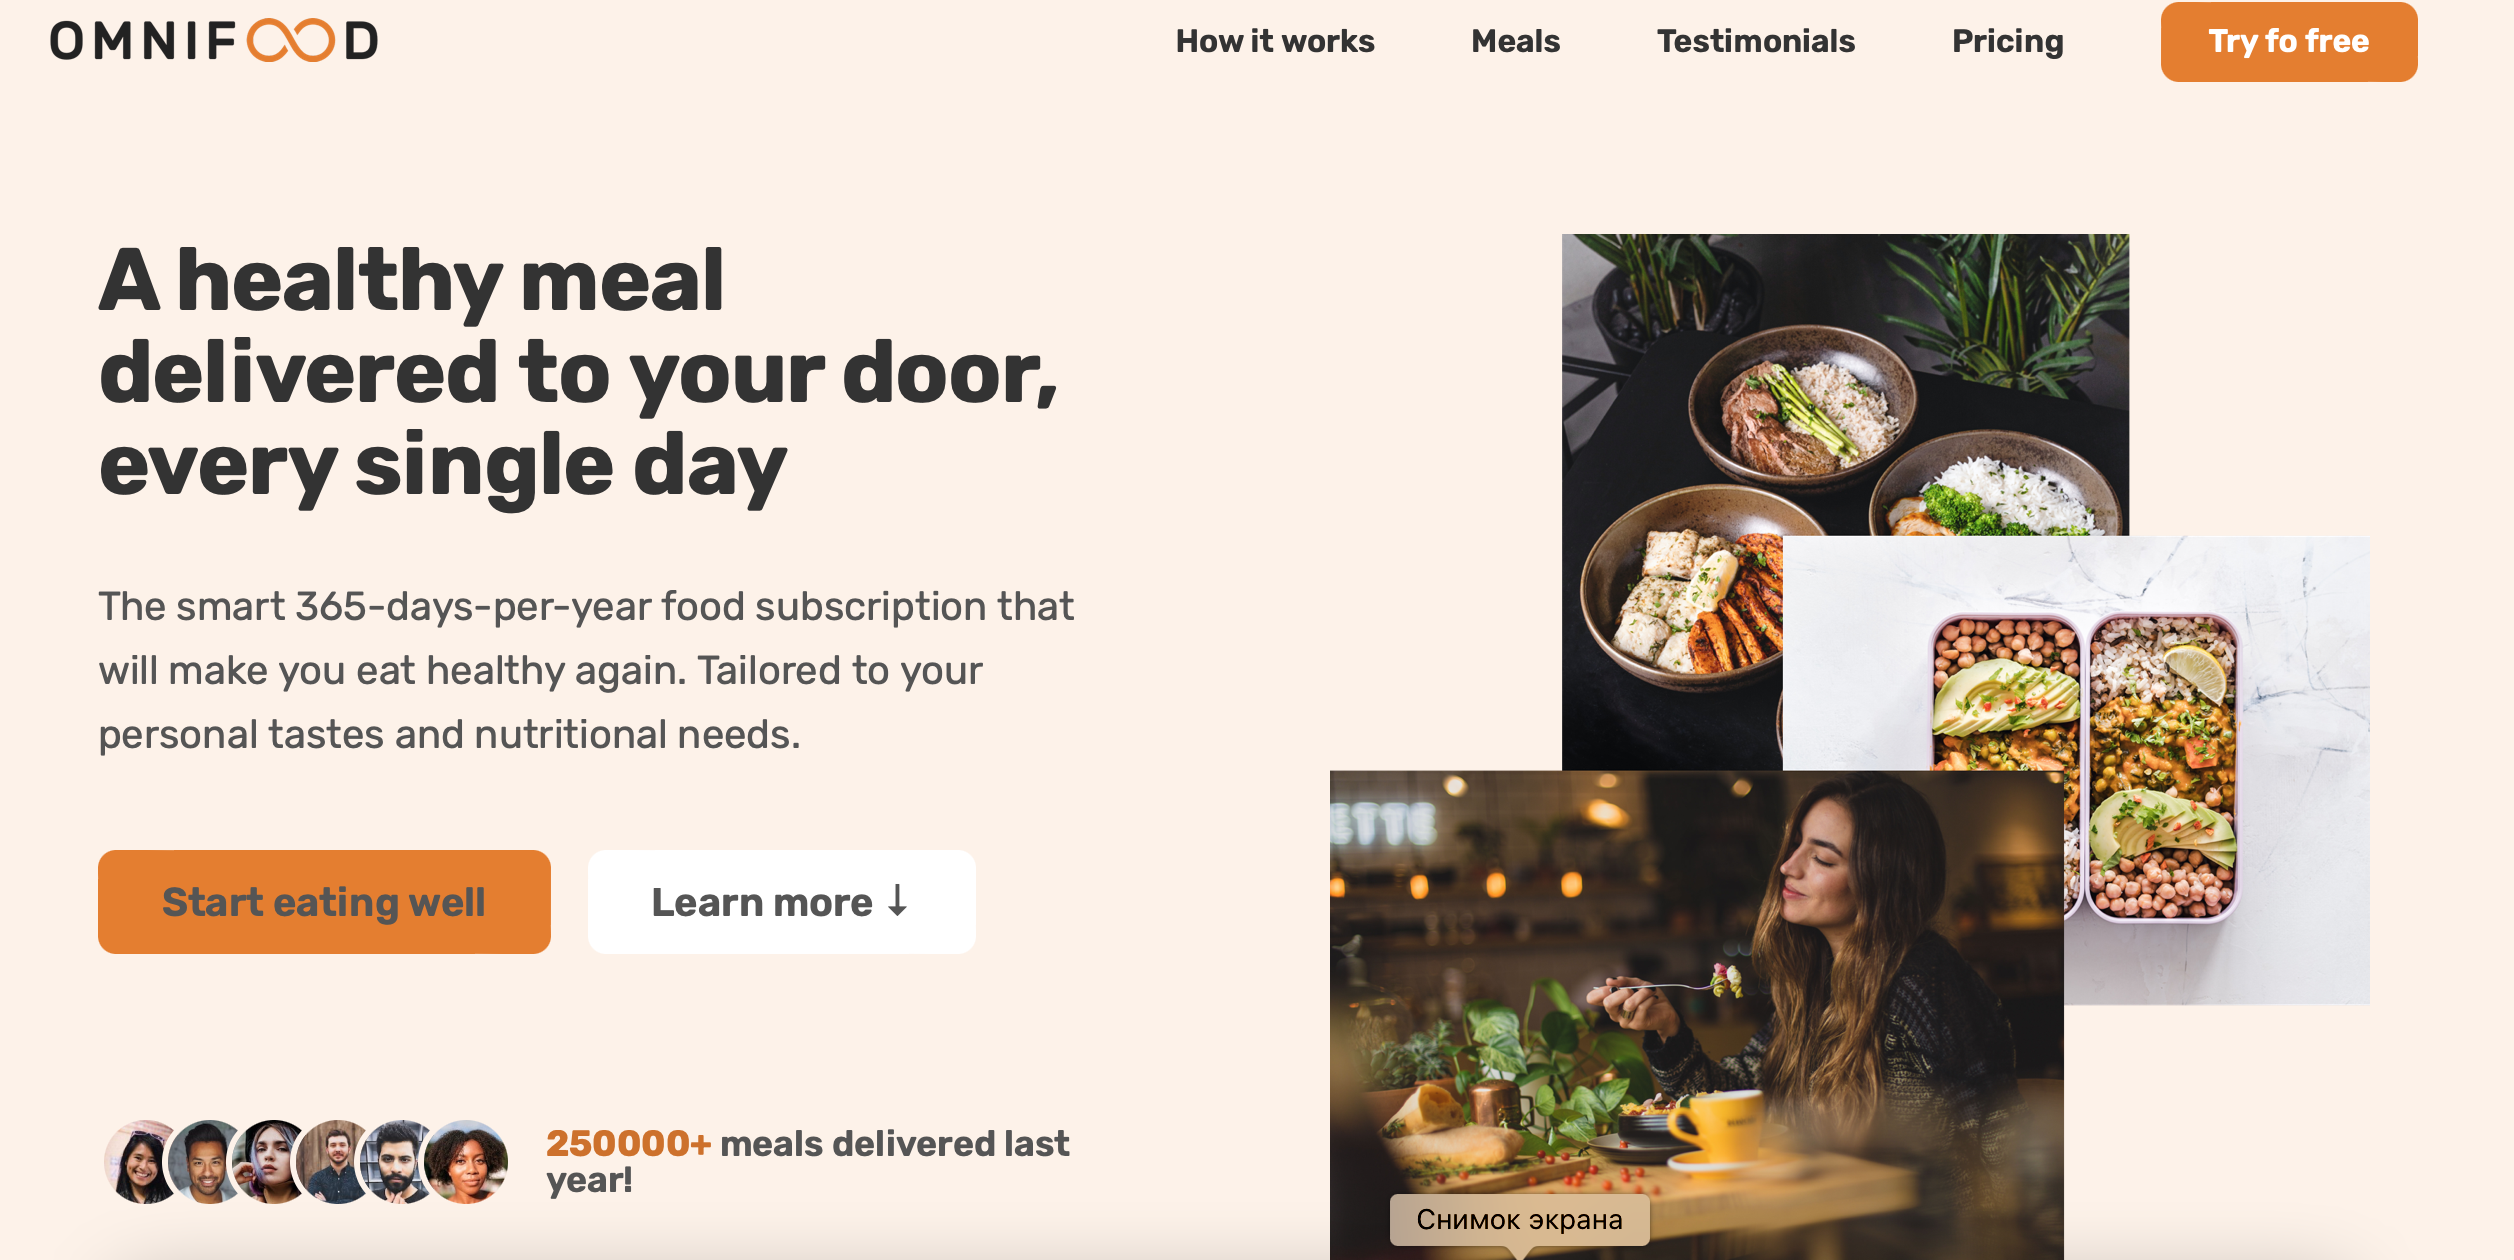 OMNIFOOD
How it works
Meals
Testimonials
Pricing
Try fo free
A healthy meal
delivered to your door,
every single day
The smart 365-days-per-year food subscription that
will make you eat healthy again. Tailored to your
personal tastes and nutritional needs.
Start eating well
Learn more ↓
250000+ meals delivered last
year!
ETTE
Снимок экрана